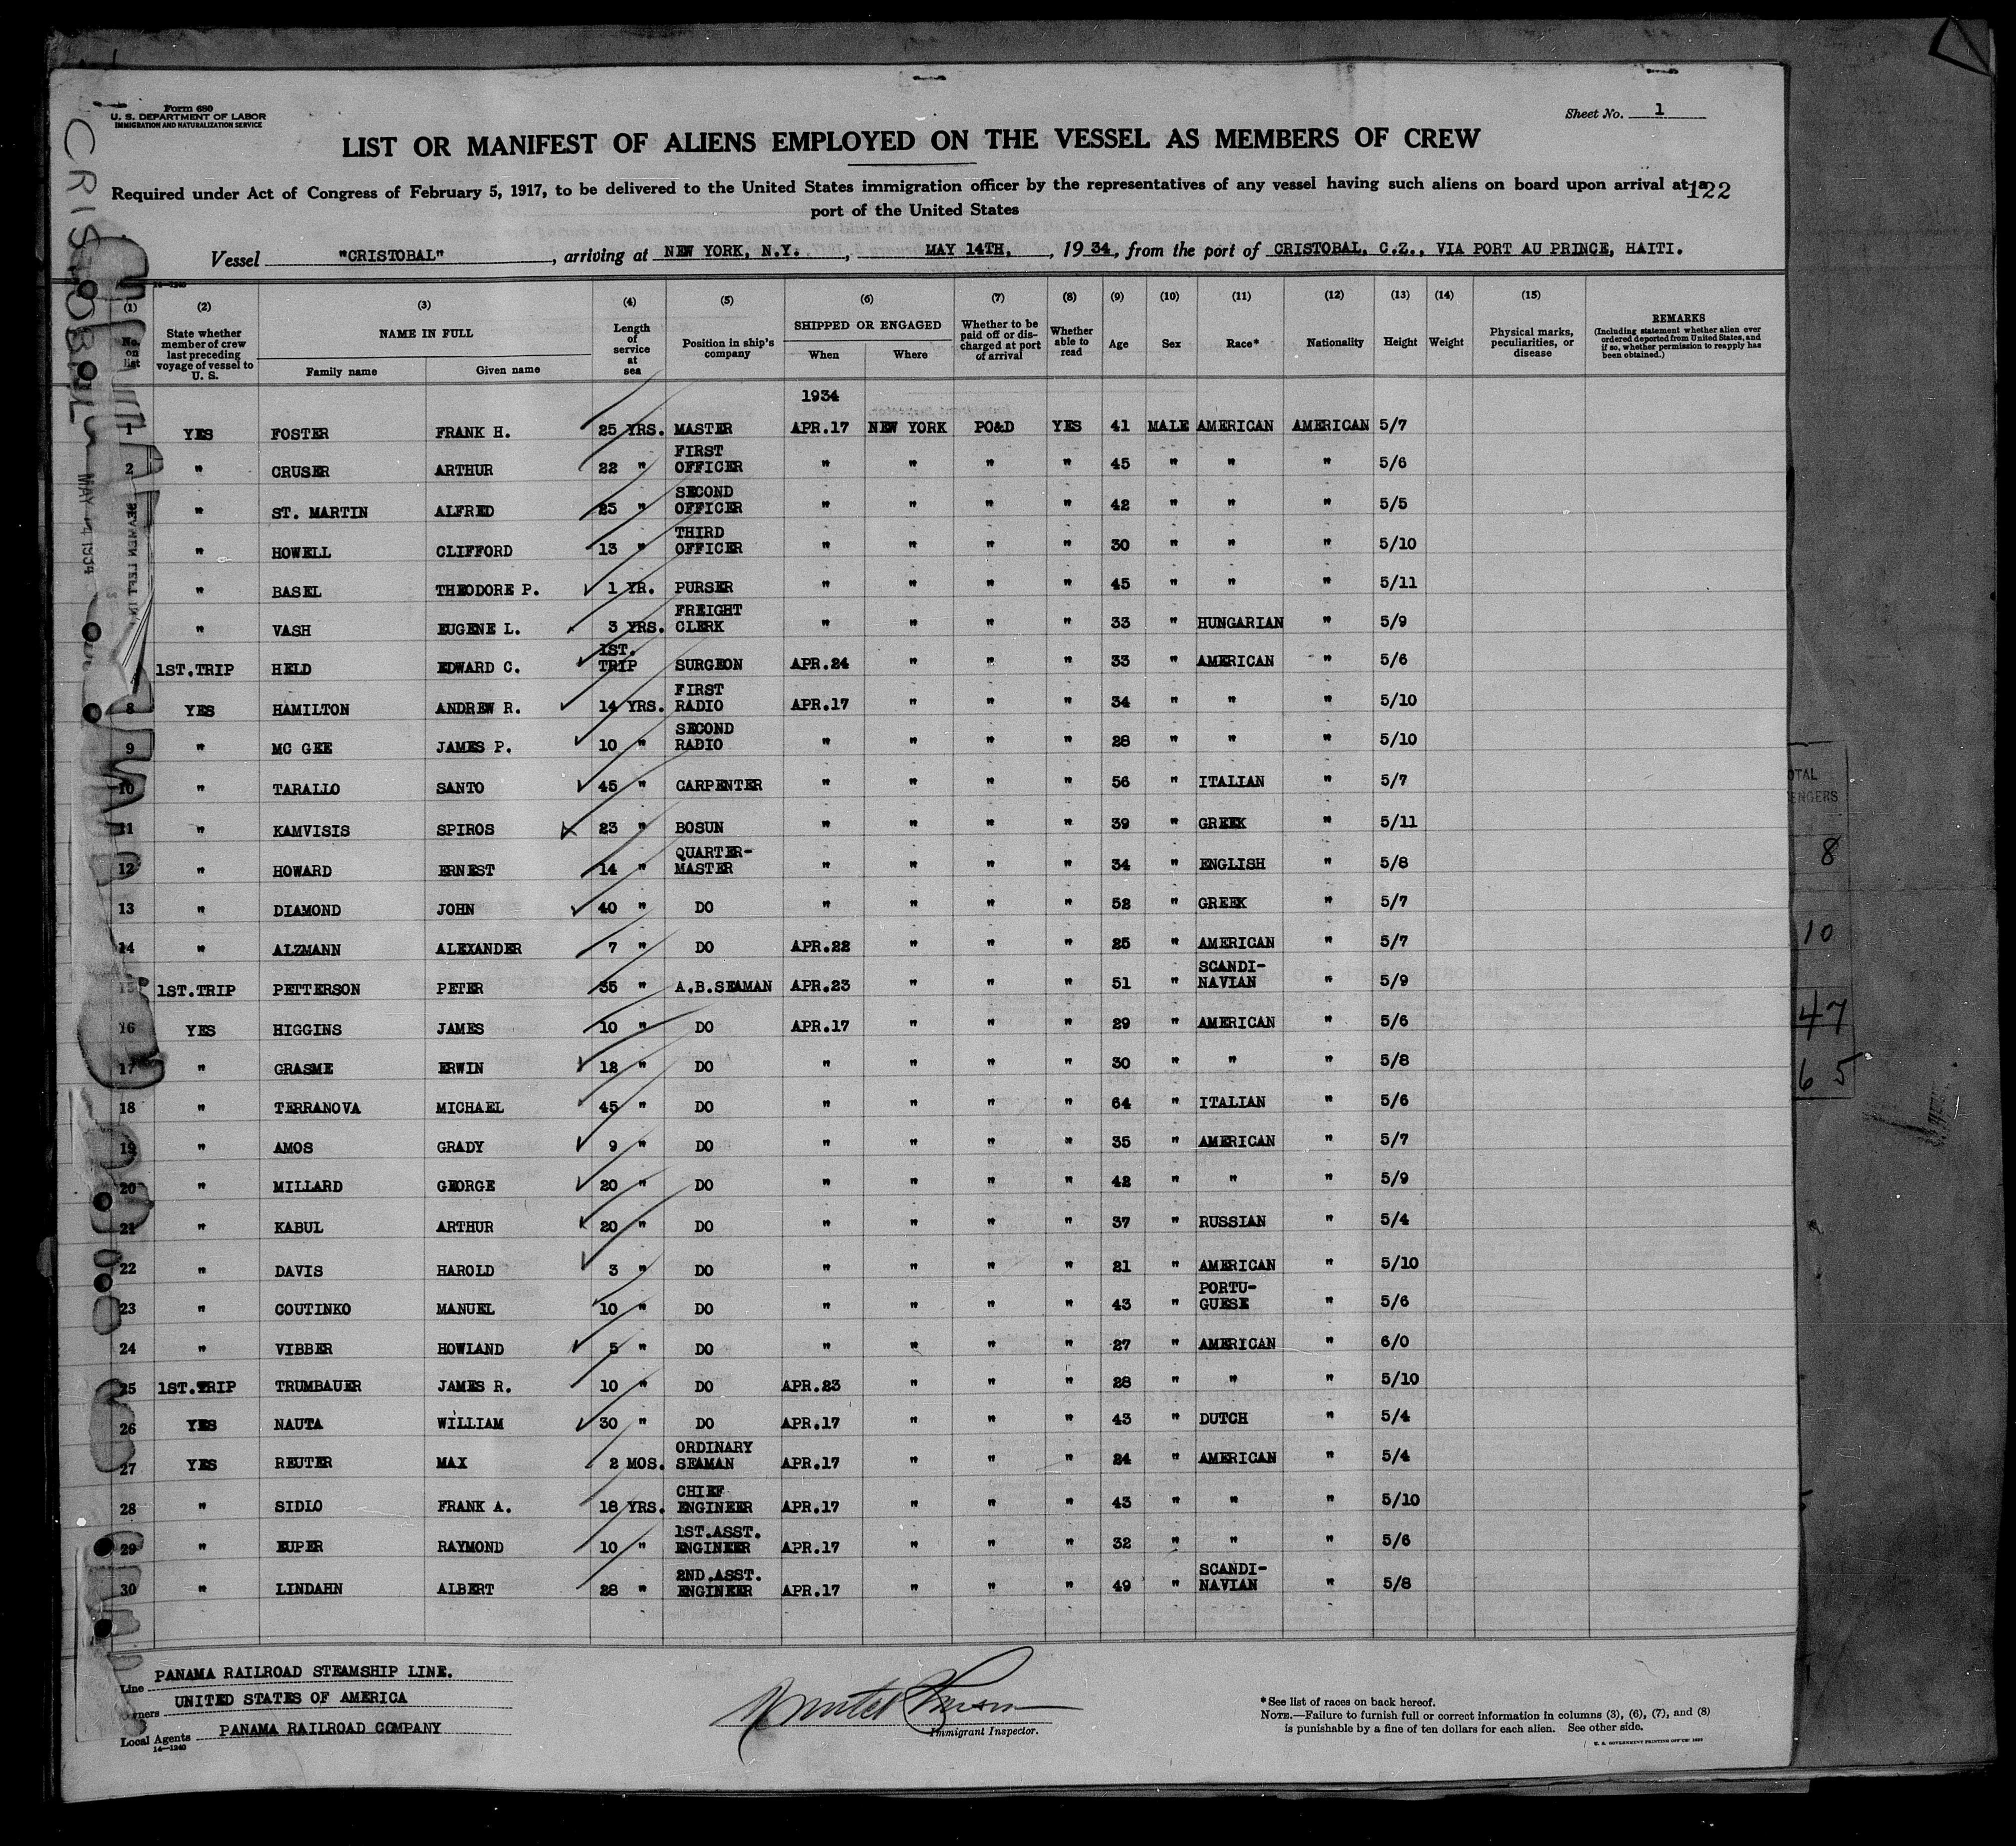 Form 680
U. S. DEPARTMENT OF LABOR
IMMIGRATION AND NATURALIZATION SERVICE
Sheet No. 1
LIST OR MANIFEST OF ALIENS EMPLOYED ON THE VESSEL AS MEMBERS OF CREW
Required under Act of Congress of February 5, 1917, to be delivered to the United States immigration officer by the representatives of any vessel having such aliens on board upon arrival at a
122
port of the United States
Vessel "CRISTOBAL", arriving at NEW YORK, N.Y., MAY 14TH, 1934, from the port of CRISTOBAL, C.Z., VIA PORT AU PRINCE, HAITI.
14—1240
(1) (2) (3) (4) (5) (6) (7) (8) (9) (10) (11) (12) (13) (14) (15)
No. on list
State whether member of crew last preceding voyage of vessel to U. S.
NAME IN FULL
Family name Given name
Length of service at sea
Position in ship's company
SHIPPED OR ENGAGED
When Where
Whether to be paid off or discharged at port of arrival
Whether able to read
Age
Sex
Race*
Nationality
Height
Weight
Physical marks, peculiarities, or disease
REMARKS
(Including statement whether alien ever ordered deported from United States, and if so, whether permission to reapply has been obtained.)
1934
1 YES FOSTER FRANK H. 25 YRS. MASTER APR.17 NEW YORK PO&D YES 41 MALE AMERICAN AMERICAN 5/7
2 " CRUSER ARTHUR 22 " FIRST OFFICER " " " " 45 " " " 5/6
" ST. MARTIN ALFRED 25 " SECOND OFFICER " " " " 42 " " " 5/5
" HOWELL CLIFFORD 13 " THIRD OFFICER " " " " 30 " " " 5/10
" BASEL THEODORE P. 1 YR. PURSER " " " " 45 " " " 5/11
" VASH EUGENE L. 3 YRS. FREIGHT CLERK " " " " 33 " HUNGARIAN " 5/9
1ST.TRIP HELD EDWARD C. 1ST. TRIP SURGEON APR.24 " " " 33 " AMERICAN " 5/6
8 YES HAMILTON ANDREW R. 14 YRS. FIRST RADIO APR.17 " " " 34 " " " 5/10
9 " MC GEE JAMES P. 10 " SECOND RADIO " " " " 28 " " " 5/10
10 " TARALLO SANTO 45 " CARPENTER " " " " 56 " ITALIAN " 5/7
11 " KAMVISIS SPIROS 23 " BOSUN " " " " 39 " GREEK " 5/11
12 " HOWARD ERNEST 14 " QUARTER-MASTER " " " " 34 " ENGLISH " 5/8
13 " DIAMOND JOHN 40 " DO " " " " 52 " GREEK " 5/7
14 " ALZMANN ALEXANDER 7 " DO APR.22 " " " 25 " AMERICAN " 5/7
15 1ST.TRIP PETTERSON PETER 35 " A.B.SEAMAN APR.23 " " " 51 " SCANDI-NAVIAN " 5/9
16 YES HIGGINS JAMES 10 " DO APR.17 " " " 29 " AMERICAN " 5/6
17 " GRASME ERWIN 12 " DO " " " " 30 " " " 5/8
18 " TERRANOVA MICHAEL 45 " DO " " " " 64 " ITALIAN " 5/6
19 " AMOS GRADY 9 " DO " " " " 35 " AMERICAN " 5/7
20 " MILLARD GEORGE 20 " DO " " " " 42 " " " 5/9
21 " KABUL ARTHUR 20 " DO " " " " 37 " RUSSIAN " 5/4
22 " DAVIS HAROLD 3 " DO " " " " 21 " AMERICAN " 5/10
23 " COUTINKO MANUEL 10 " DO " " " " 43 " PORTU-GUESE " 5/6
24 " VIBBER HOWLAND 5 " DO " " " " 27 " AMERICAN " 6/0
25 1ST.TRIP TRUMBAUER JAMES R. 10 " DO APR.23 " " " 28 " " " 5/10
26 YES NAUTA WILLIAM 30 " DO APR.17 " " " 43 " DUTCH " 5/4
27 YES REUTER MAX 2 MOS. ORDINARY SEAMAN APR.17 " " " 24 " AMERICAN " 5/4
28 " SIDLO FRANK A. 18 YRS. CHIEF ENGINEER APR.17 " " " 43 " " " 5/10
29 " EUPER RAYMOND 10 " 1ST.ASST. ENGINEER APR.17 " " " 32 " " " 5/6
30 " LINDAHN ALBERT 28 " 2ND.ASST. ENGINEER APR.17 " " " 49 " SCANDI-NAVIAN " 5/8
Line PANAMA RAILROAD STEAMSHIP LINE.
Owners UNITED STATES OF AMERICA
Local Agents PANAMA RAILROAD COMPANY
14—1240
Immigrant Inspector.
*See list of races on back hereof.
NOTE.—Failure to furnish full or correct information in columns (3), (6), (7), and (8)
is punishable by a fine of ten dollars for each alien. See other side.
U. S. GOVERNMENT PRINTING OFFICE
CRISTOBAL
MAY 14 1934
SEAMEN LEFT IN
8
10
47
65